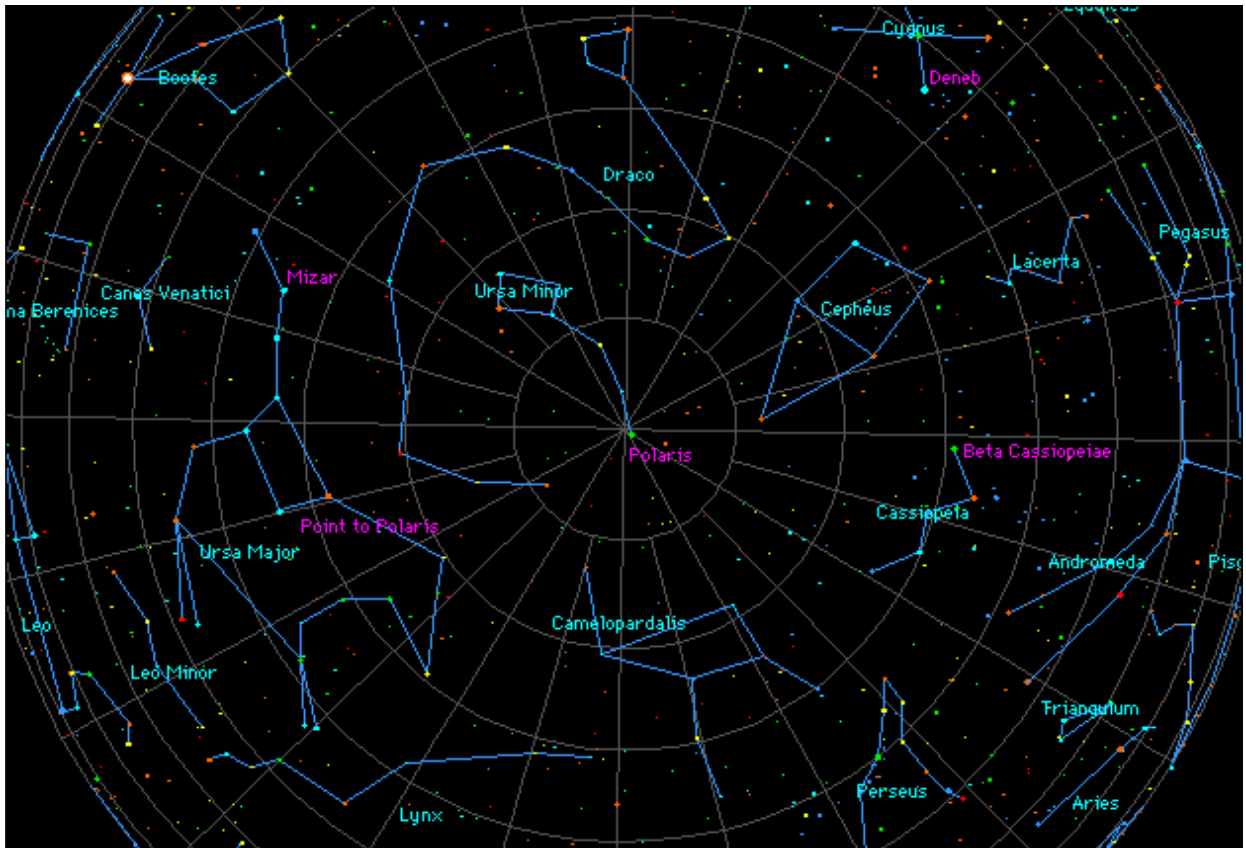 Equuleus
Cygnus
Bootes
Deneb
Draco
Pegasus
Lacerta
Mizar
Ursa Minor
Canes Venatici
na Berenices
Cepheus
Polaris
Beta Cassiopeiae
Cassiopeia
Point to Polaris
Ursa Major
Andromeda
Pisc
Leo
Camelopardalis
Leo Minor
Triangulum
Perseus
Aries
Lynx